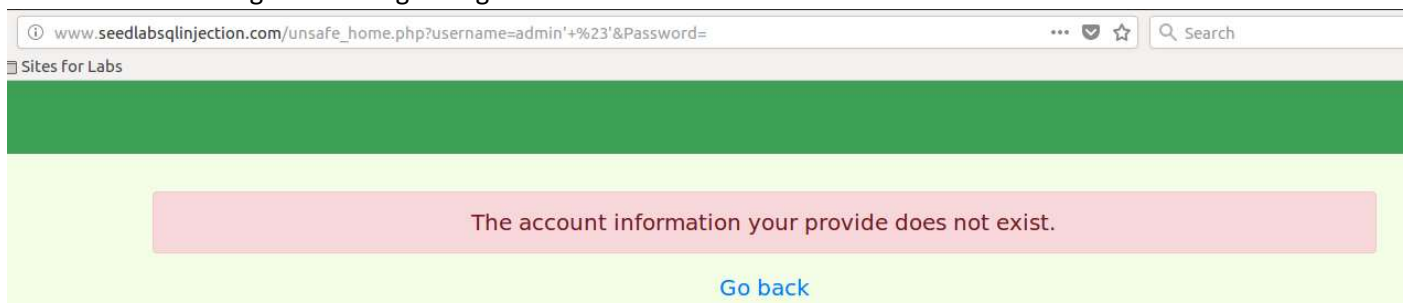 www.seedlabsqlinjection.com/unsafe_home.php?username=admin'+%23'&Password=
Search
Sites for Labs
The account information your provide does not exist.
Go back